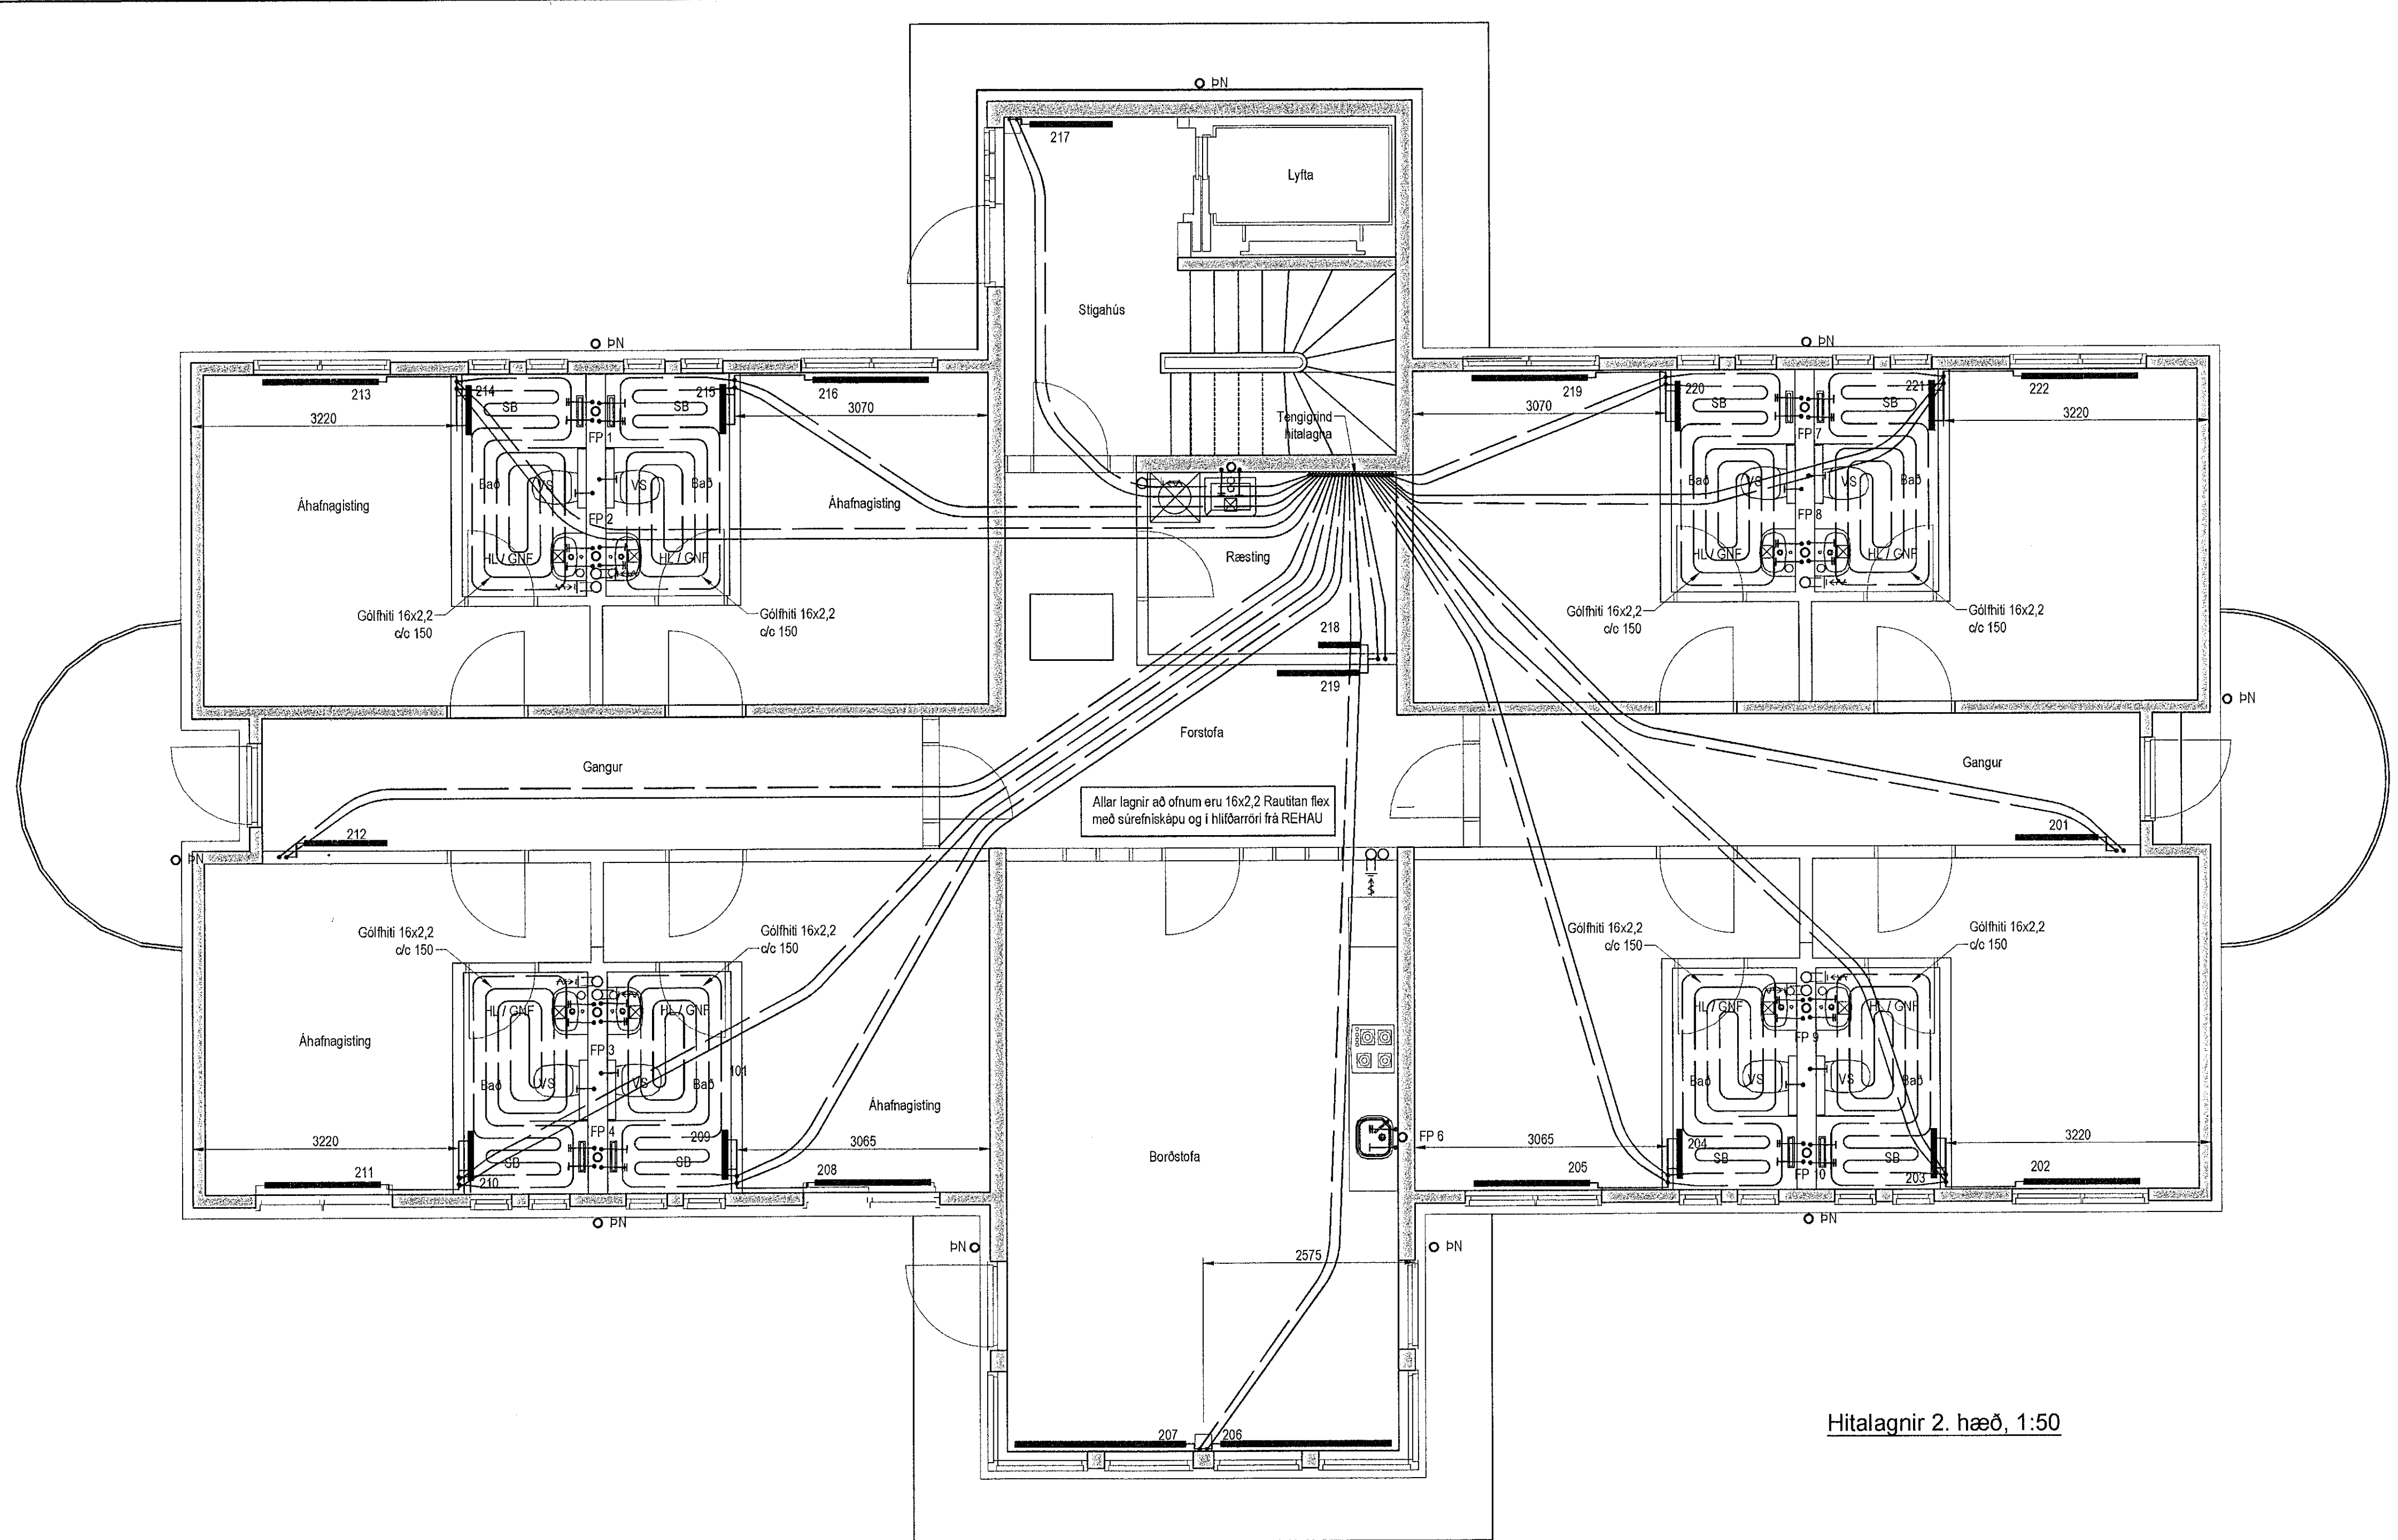 ÞN
217
Lyfta
Stigahús
ÞN
ÞN
213
214
SB
215
SB
216
219
220
SB
221
SB
222
3220
3070
3070
3220
Tengigrind
hitalagna
FP 1
FP 7
Bað
VS
VS
Bað
Bað
VS
VS
Bað
Áhafnagisting
Áhafnagisting
FP 2
FP 8
HL / GNF
HL / GNF
Ræsting
HL / GNF
HL / GNF
Gólfhiti 16x2,2
c/c 150
Gólfhiti 16x2,2
c/c 150
Gólfhiti 16x2,2
c/c 150
Gólfhiti 16x2,2
c/c 150
218
219
ÞN
Forstofa
Gangur
Gangur
Allar lagnir að ofnum eru 16x2,2 Rautitan flex
með súrefniskápu og í hlífðarröri frá REHAU
212
201
ÞN
Gólfhiti 16x2,2
c/c 150
Gólfhiti 16x2,2
c/c 150
Gólfhiti 16x2,2
c/c 150
Gólfhiti 16x2,2
c/c 150
HL / GNF
HL / GNF
HL / GNF
HL / GNF
Áhafnagisting
FP 3
FP 9
101
Bað
VS
VS
Bað
Bað
VS
VS
Bað
Áhafnagisting
FP 4
209
FP 6
204
3220
3065
3065
3220
SB
SB
Borðstofa
SB
SB
211
210
208
205
FP 10
203
202
ÞN
ÞN
ÞN
ÞN
2575
207
206
Hitalagnir 2. hæð, 1:50